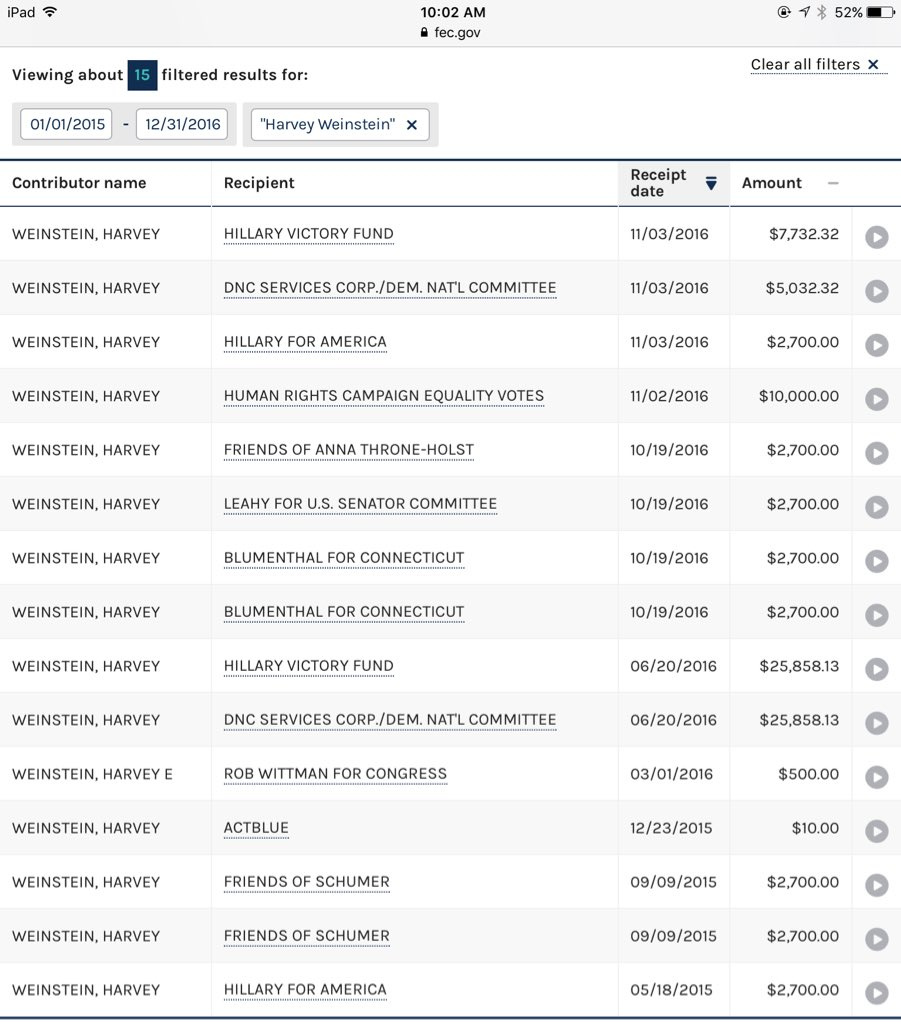 iPad 10:02 AM 52%
fec.gov
Viewing about 15 filtered results for:
Clear all filters ×
01/01/2015 - 12/31/2016 "Harvey Weinstein" ×
Contributor name Recipient Receipt date Amount
WEINSTEIN, HARVEY HILLARY VICTORY FUND 11/03/2016 $7,732.32
WEINSTEIN, HARVEY DNC SERVICES CORP./DEM. NAT'L COMMITTEE 11/03/2016 $5,032.32
WEINSTEIN, HARVEY HILLARY FOR AMERICA 11/03/2016 $2,700.00
WEINSTEIN, HARVEY HUMAN RIGHTS CAMPAIGN EQUALITY VOTES 11/02/2016 $10,000.00
WEINSTEIN, HARVEY FRIENDS OF ANNA THRONE-HOLST 10/19/2016 $2,700.00
WEINSTEIN, HARVEY LEAHY FOR U.S. SENATOR COMMITTEE 10/19/2016 $2,700.00
WEINSTEIN, HARVEY BLUMENTHAL FOR CONNECTICUT 10/19/2016 $2,700.00
WEINSTEIN, HARVEY BLUMENTHAL FOR CONNECTICUT 10/19/2016 $2,700.00
WEINSTEIN, HARVEY HILLARY VICTORY FUND 06/20/2016 $25,858.13
WEINSTEIN, HARVEY DNC SERVICES CORP./DEM. NAT'L COMMITTEE 06/20/2016 $25,858.13
WEINSTEIN, HARVEY E ROB WITTMAN FOR CONGRESS 03/01/2016 $500.00
WEINSTEIN, HARVEY ACTBLUE 12/23/2015 $10.00
WEINSTEIN, HARVEY FRIENDS OF SCHUMER 09/09/2015 $2,700.00
WEINSTEIN, HARVEY FRIENDS OF SCHUMER 09/09/2015 $2,700.00
WEINSTEIN, HARVEY HILLARY FOR AMERICA 05/18/2015 $2,700.00